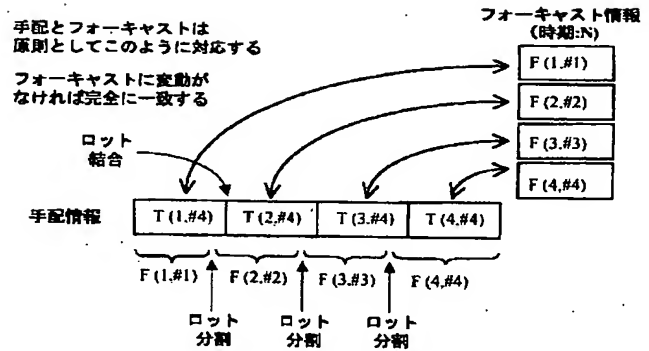 手配とフォーキャストは
原則としてこのように対応する
フォーキャストに変動が
なければ完全に一致する
フォーキャスト情報
(時期:N)
F (1,#1)
F (2,#2)
F (3,#3)
F (4,#4)
ロット
結合
手配情報
T (1,#4) T (2,#4) T (3,#4) T (4,#4)
F (1,#1) F (2,#2) F (3,#3) F (4,#4)
ロット ロット ロット
分割 分割 分割